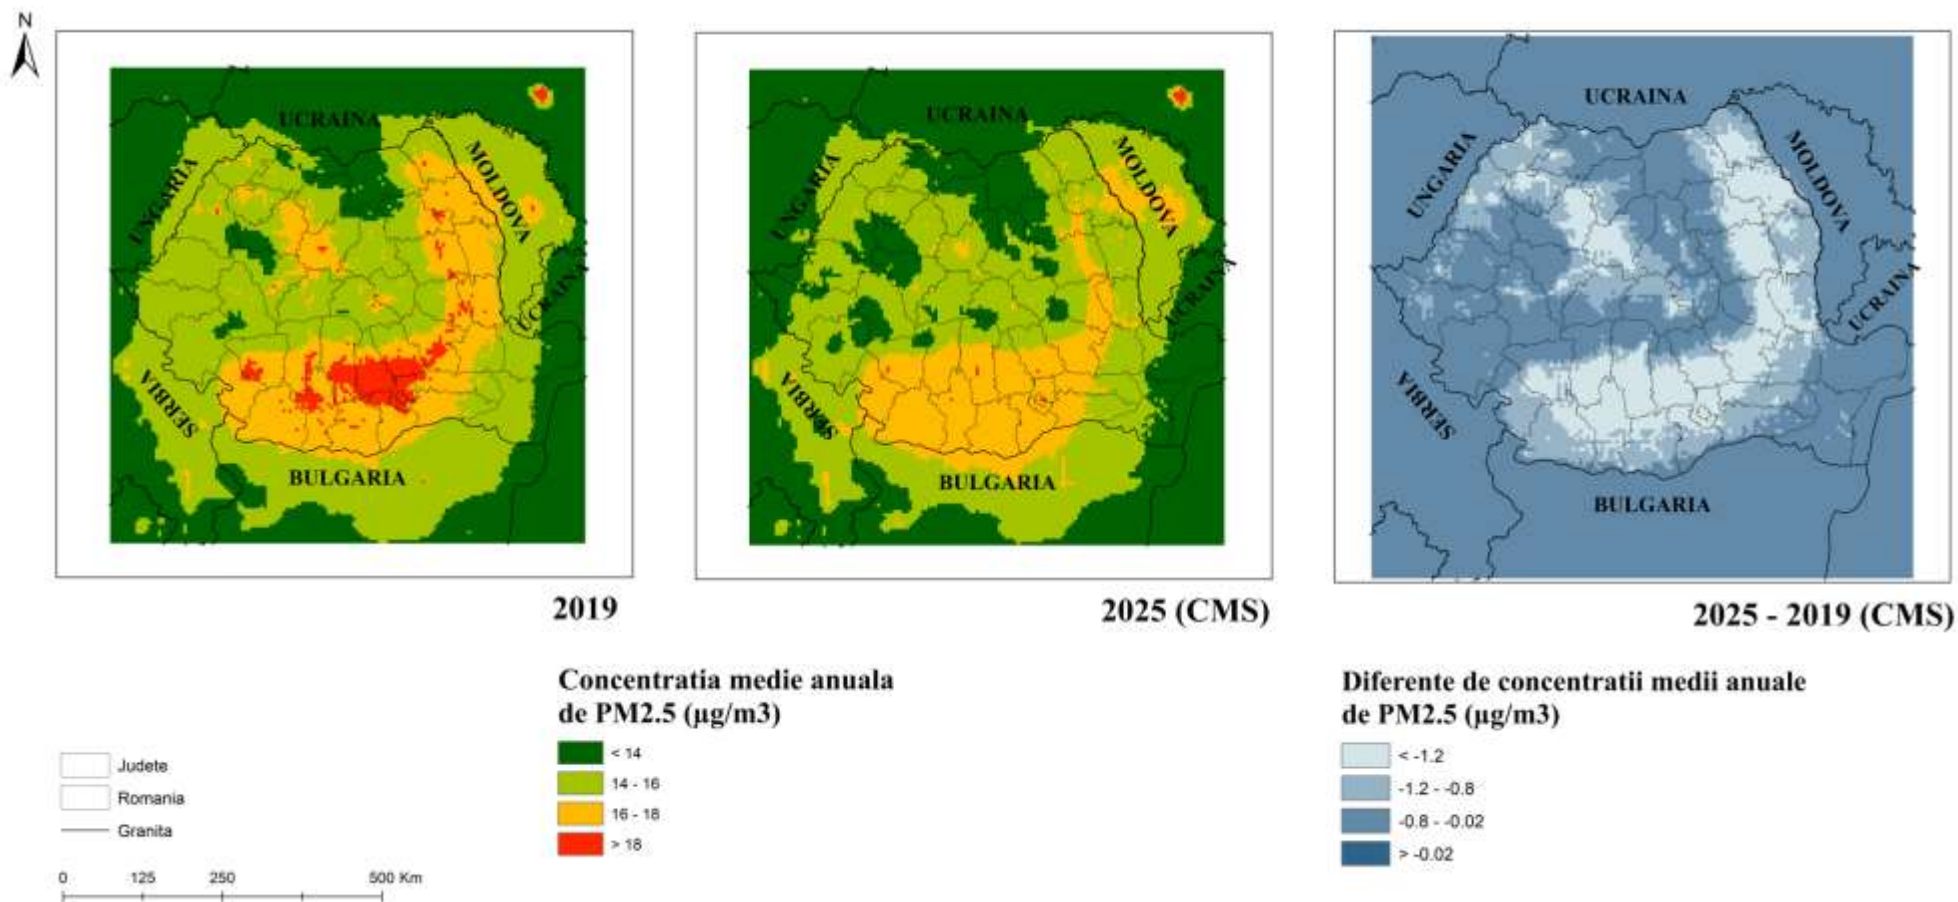 N
UCRAINA
UNGARIA
MOLDOVA
UCRAINA
SERBIA
BULGARIA
2019
UCRAINA
UNGARIA
MOLDOVA
UCRAINA
SERBIA
BULGARIA
2025 (CMS)
UCRAINA
UNGARIA
MOLDOVA
UCRAINA
SERBIA
BULGARIA
2025 - 2019 (CMS)
Judete
Romania
Granita
0 125 250 500 Km
Concentratia medie anuala
de PM2.5 (µg/m3)
< 14
14 - 16
16 - 18
> 18
Diferente de concentratii medii anuale
de PM2.5 (µg/m3)
< -1.2
-1.2 - -0.8
-0.8 - -0.02
> -0.02